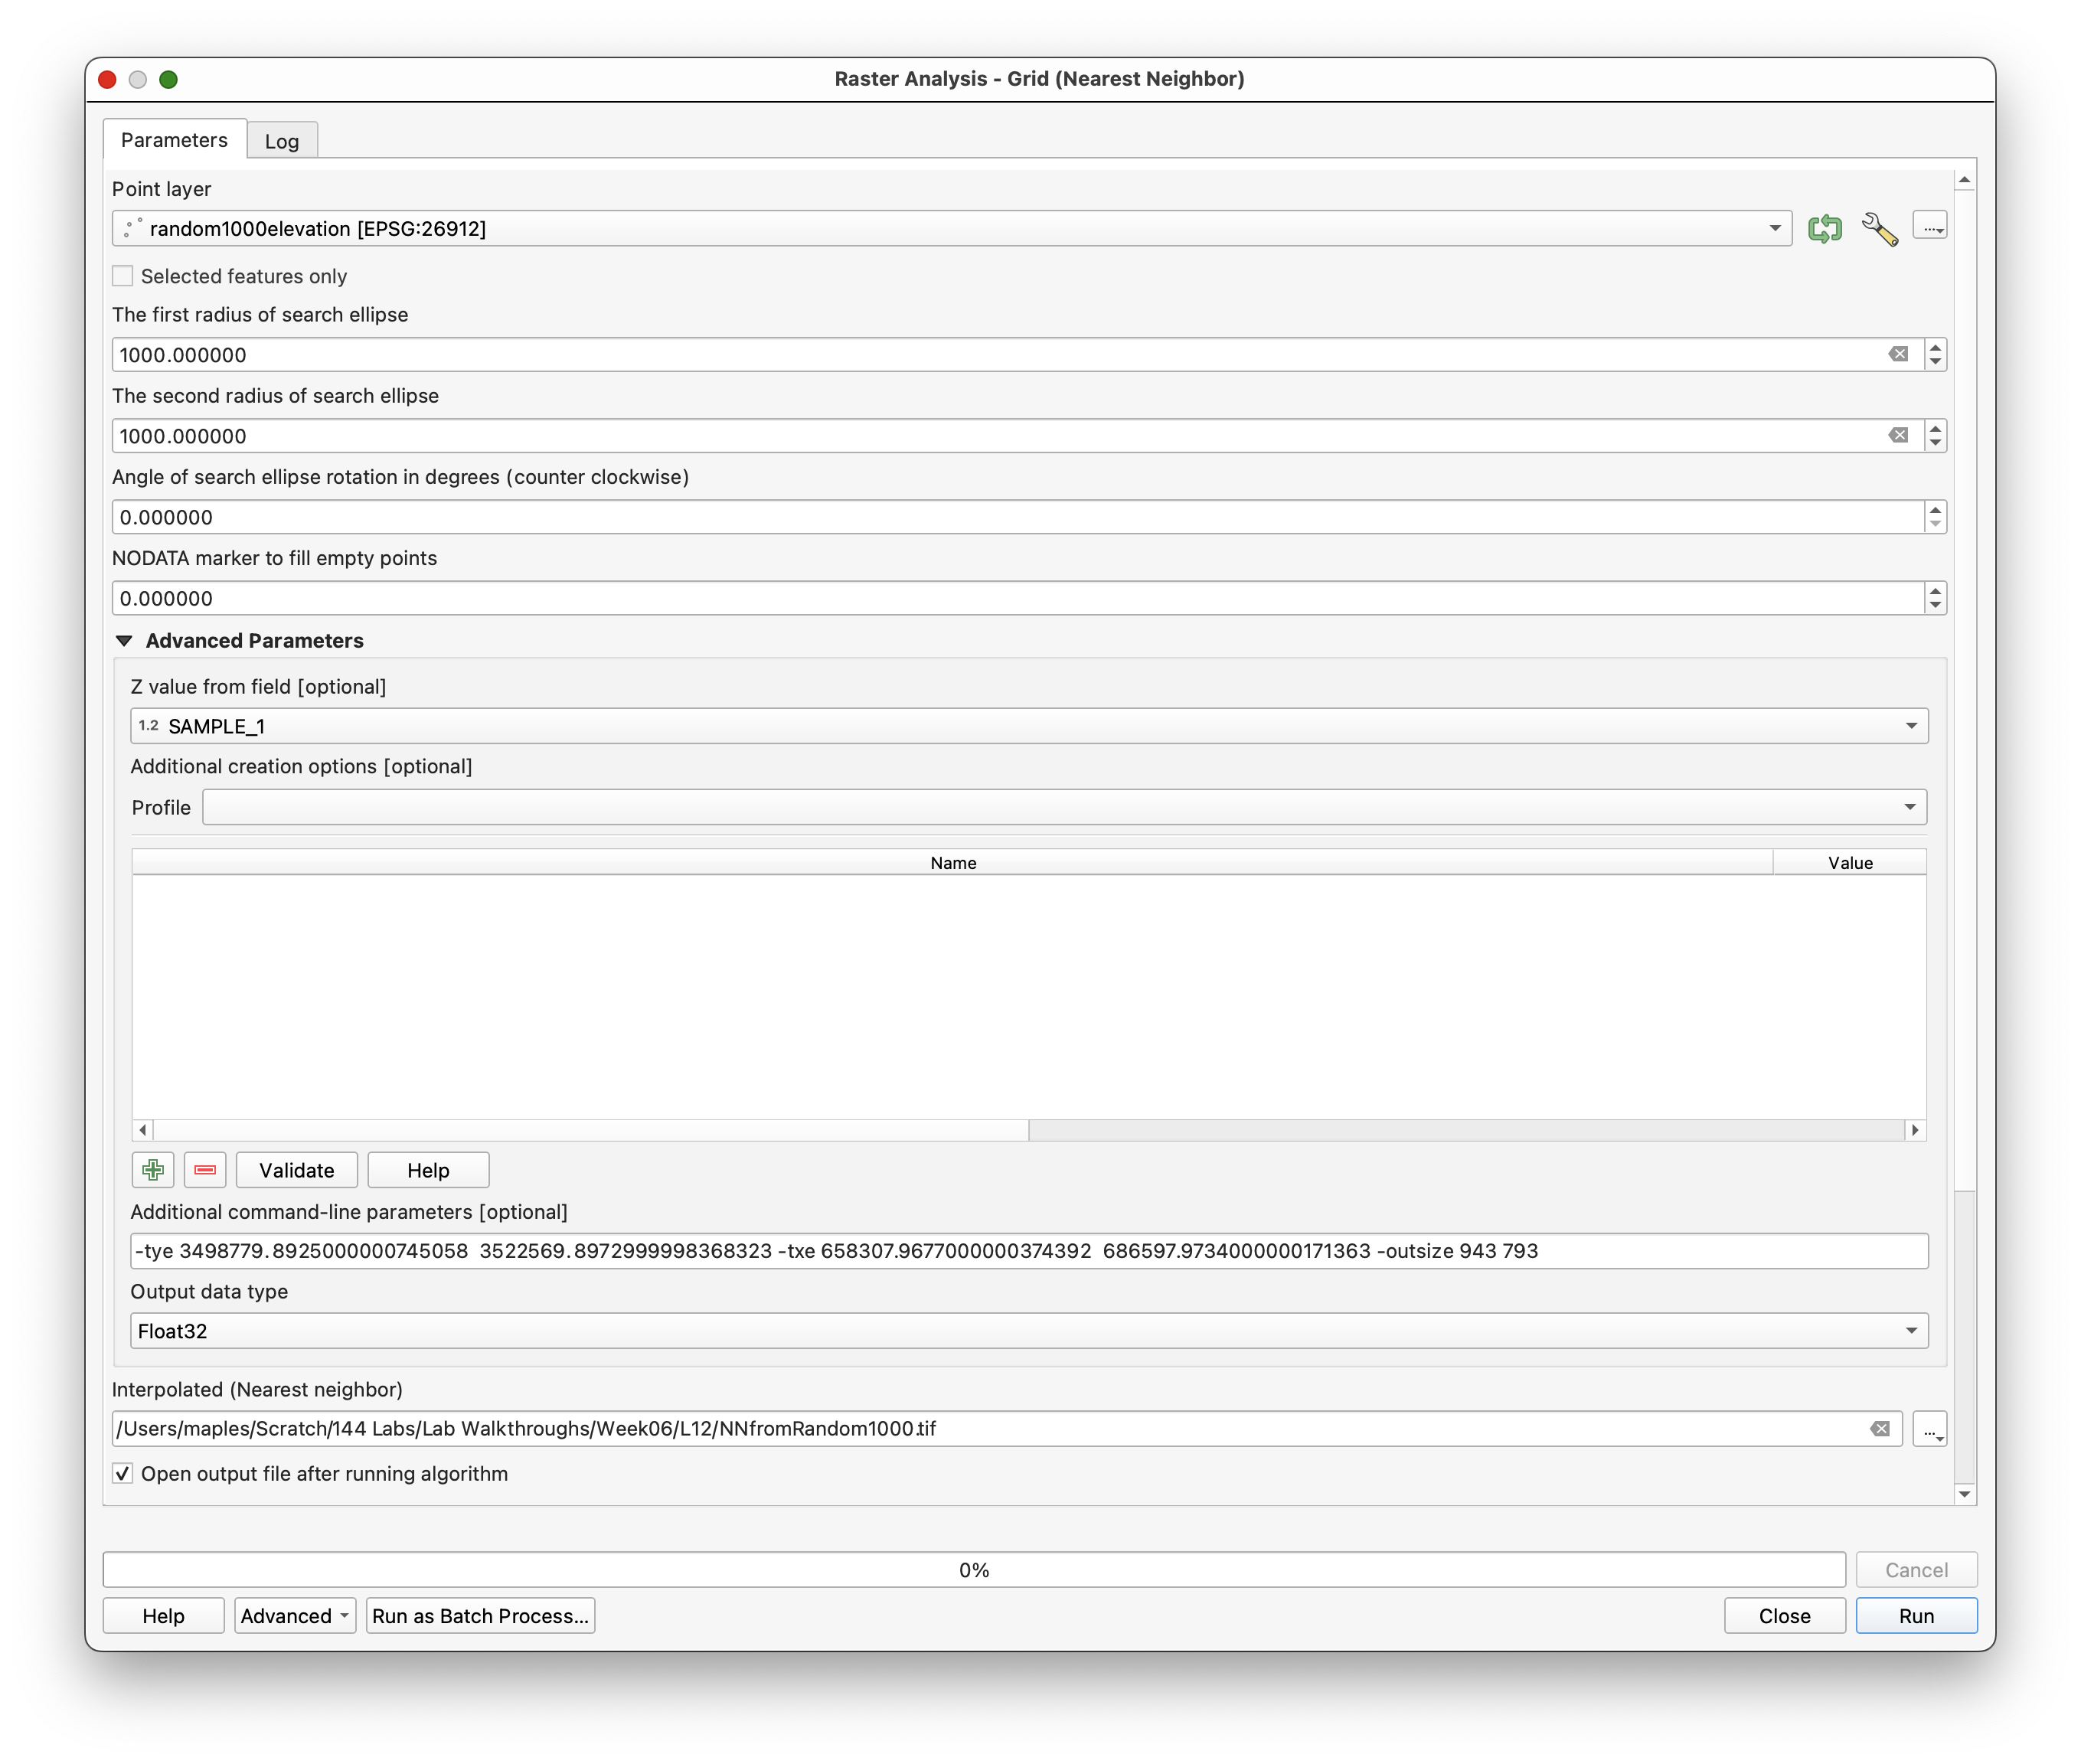 Raster Analysis - Grid (Nearest Neighbor)
Parameters
Log
Point layer
random1000elevation [EPSG:26912]
...
Selected features only
The first radius of search ellipse
1000.000000
The second radius of search ellipse
1000.000000
Angle of search ellipse rotation in degrees (counter clockwise)
0.000000
NODATA marker to fill empty points
0.000000
Advanced Parameters
Z value from field [optional]
1.2 SAMPLE_1
Additional creation options [optional]
Profile
Name Value
Validate Help
Additional command-line parameters [optional]
-tye 3498779.8925000000745058  3522569.8972999998368323 -txe 658307.9677000000374392  686597.9734000000171363 -outsize 943 793
Output data type
Float32
Interpolated (Nearest neighbor)
/Users/maples/Scratch/144 Labs/Lab Walkthroughs/Week06/L12/NNfromRandom1000.tif
...
Open output file after running algorithm
0%
Cancel
Help Advanced Run as Batch Process... Close Run